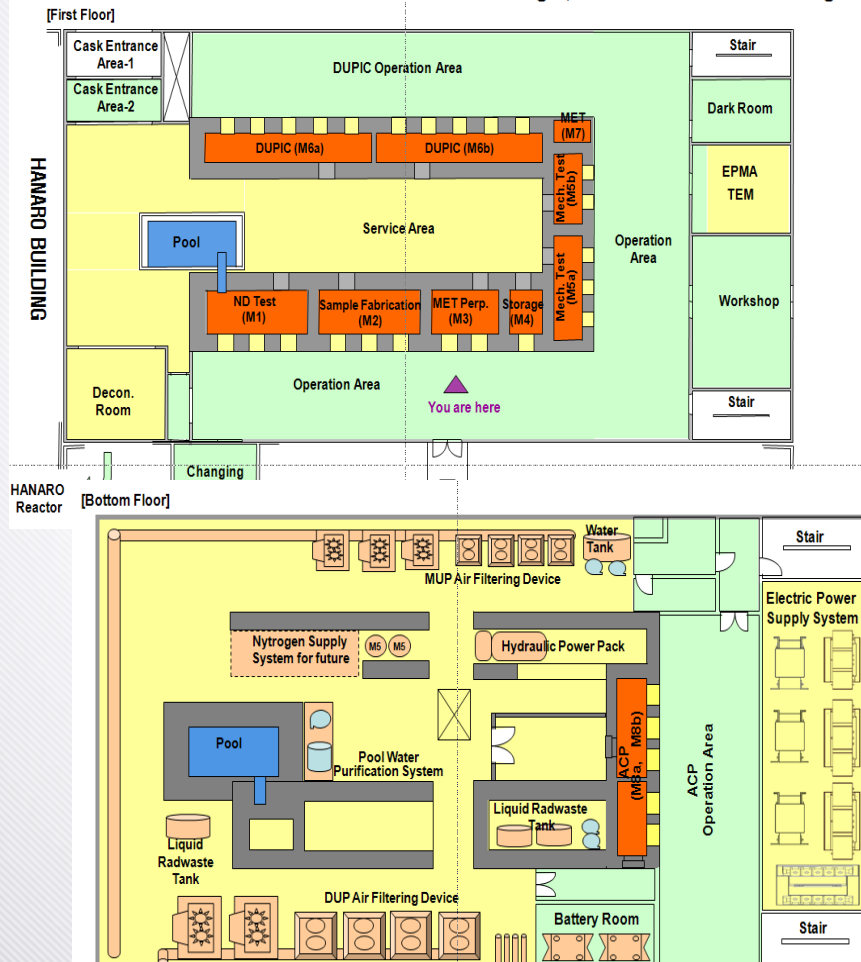 [First Floor]
Cask Entrance
Area-1
Stair
DUPIC Operation Area
Cask Entrance
Area-2
Dark Room
MET
(M7)
DUPIC (M6a)
DUPIC (M6b)
EPMA
TEM
Mech. Test
(M5b)
HANARO BUILDING
Service Area
Pool
Operation
Area
Mech. Test
(M5a)
ND Test
(M1)
Sample Fabrication
(M2)
MET Perp.
(M3)
Storage
(M4)
Workshop
Operation Area
Decon.
Room
You are here
Stair
Changing
HANARO
Reactor
[Bottom Floor]
Water
Tank
Stair
MUP Air Filtering Device
Electric Power
Supply System
Nytrogen Supply
System for future
M5
M5
Hydraulic Power Pack
ACP
(M8a, M8b)
ACP
Operation Area
Pool
Pool Water
Purification System
Liquid Radwaste
Tank
Liquid
Radwaste
Tank
DUP Air Filtering Device
Battery Room
Stair